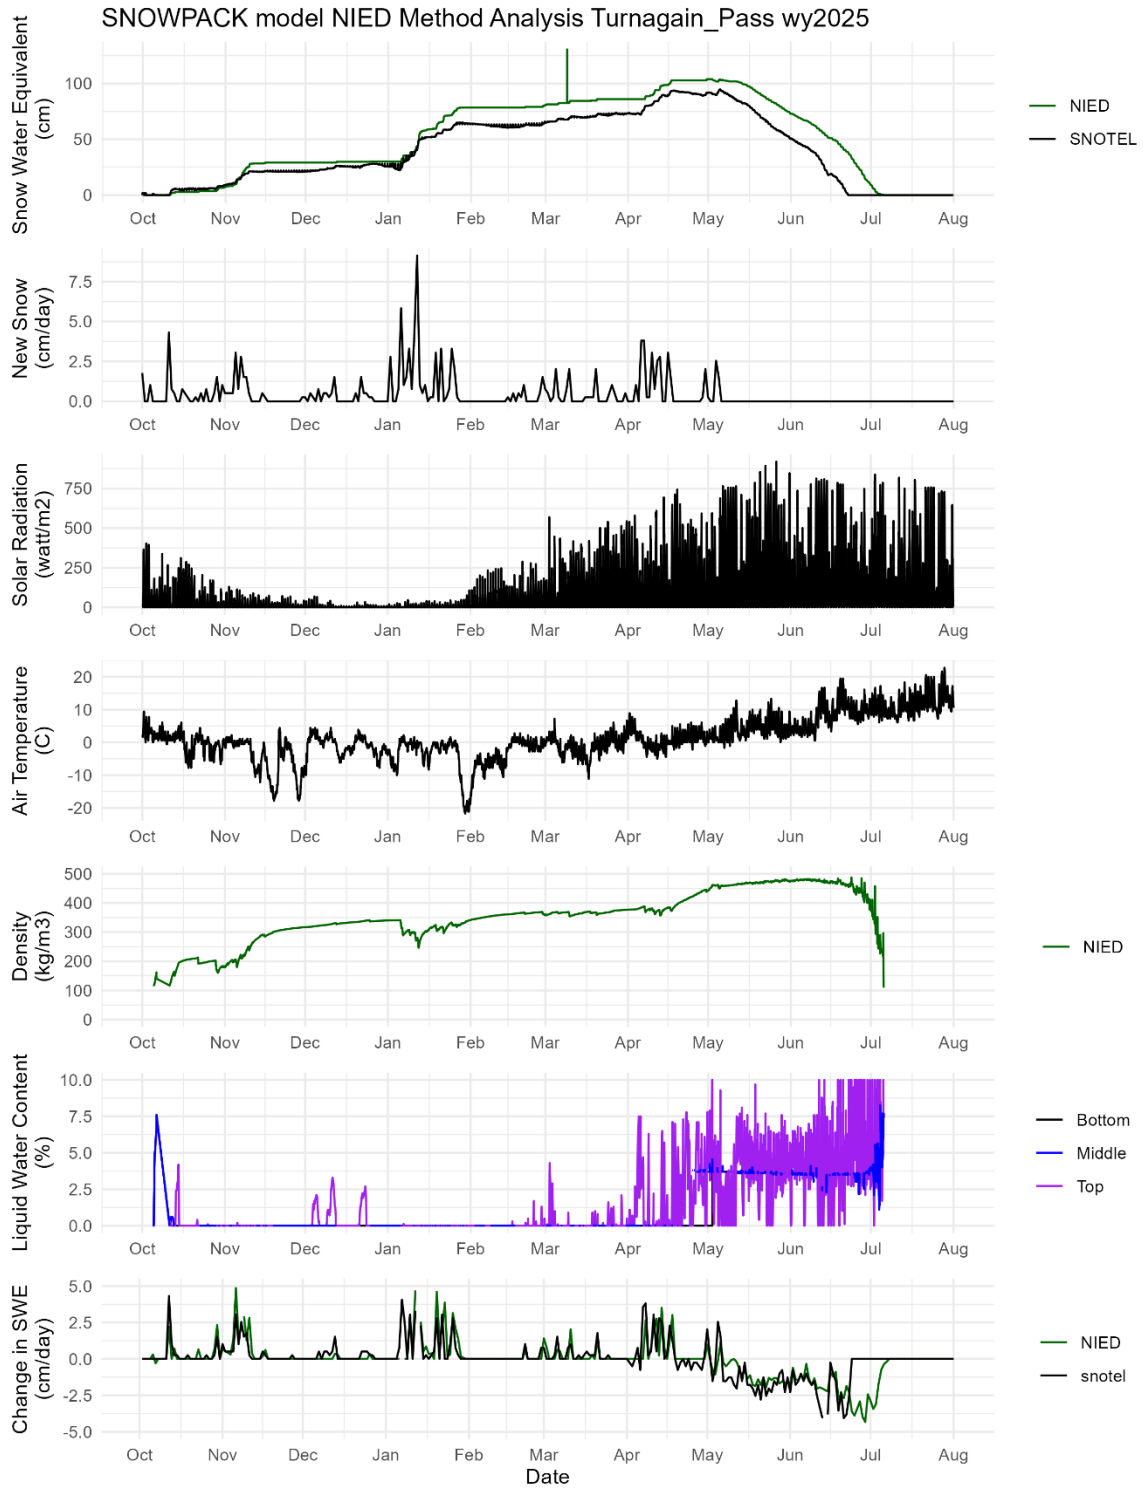 SNOWPACK model NIED Method Analysis Turnagain_Pass wy2025
Snow Water Equivalent
(cm)
100
50
0
Oct Nov Dec Jan Feb Mar Apr May Jun Jul Aug
NIED
SNOTEL
New Snow
(cm/day)
7.5
5.0
2.5
0.0
Oct Nov Dec Jan Feb Mar Apr May Jun Jul Aug
Solar Radiation
(watt/m2)
750
500
250
0
Oct Nov Dec Jan Feb Mar Apr May Jun Jul Aug
Air Temperature
(C)
20
10
0
-10
-20
Oct Nov Dec Jan Feb Mar Apr May Jun Jul Aug
Density
(kg/m3)
500
400
300
200
100
0
Oct Nov Dec Jan Feb Mar Apr May Jun Jul Aug
NIED
Liquid Water Content
(%)
10.0
7.5
5.0
2.5
0.0
Oct Nov Dec Jan Feb Mar Apr May Jun Jul Aug
Bottom
Middle
Top
Change in SWE
(cm/day)
5.0
2.5
0.0
-2.5
-5.0
Oct Nov Dec Jan Feb Mar Apr May Jun Jul Aug
Date
NIED
snotel